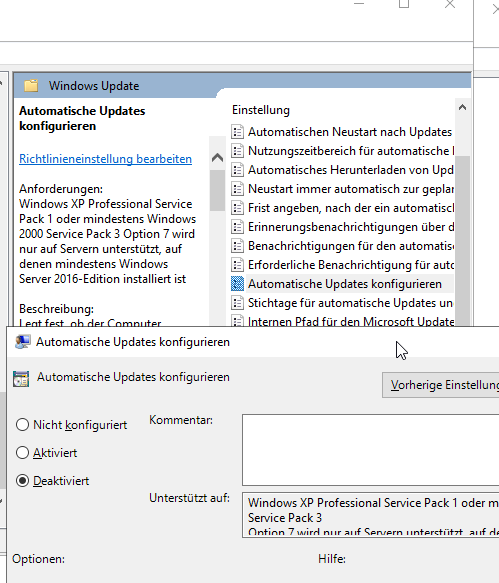 Windows Update
Automatische Updates
konfigurieren
Richtlinieneinstellung bearbeiten
Anforderungen:
Windows XP Professional Service
Pack 1 oder mindestens Windows
2000 Service Pack 3 Option 7 wird
nur auf Servern unterstützt, auf
denen mindestens Windows
Server 2016-Edition installiert ist
Beschreibung:
Legt fest, ob der Computer
Einstellung
Automatischen Neustart nach Updates
Nutzungszeitbereich für automatische
Automatisches Herunterladen von Upd
Neustart immer automatisch zur geplan
Frist angeben, nach der ein automatisch
Erinnerungsbenachrichtigungen über d
Benachrichtigungen für den automatis
Erforderliche Benachrichtigung für auto
Automatische Updates konfigurieren
Stichtage für automatische Updates un
Internen Pfad für den Microsoft Update
Automatische Updates konfigurieren
Automatische Updates konfigurieren
Vorherige Einstellung
Nicht konfiguriert
Aktiviert
Deaktiviert
Kommentar:
Unterstützt auf:
Windows XP Professional Service Pack 1 oder m
Service Pack 3
Option 7 wird nur auf Servern unterstützt, auf de
Optionen:
Hilfe: